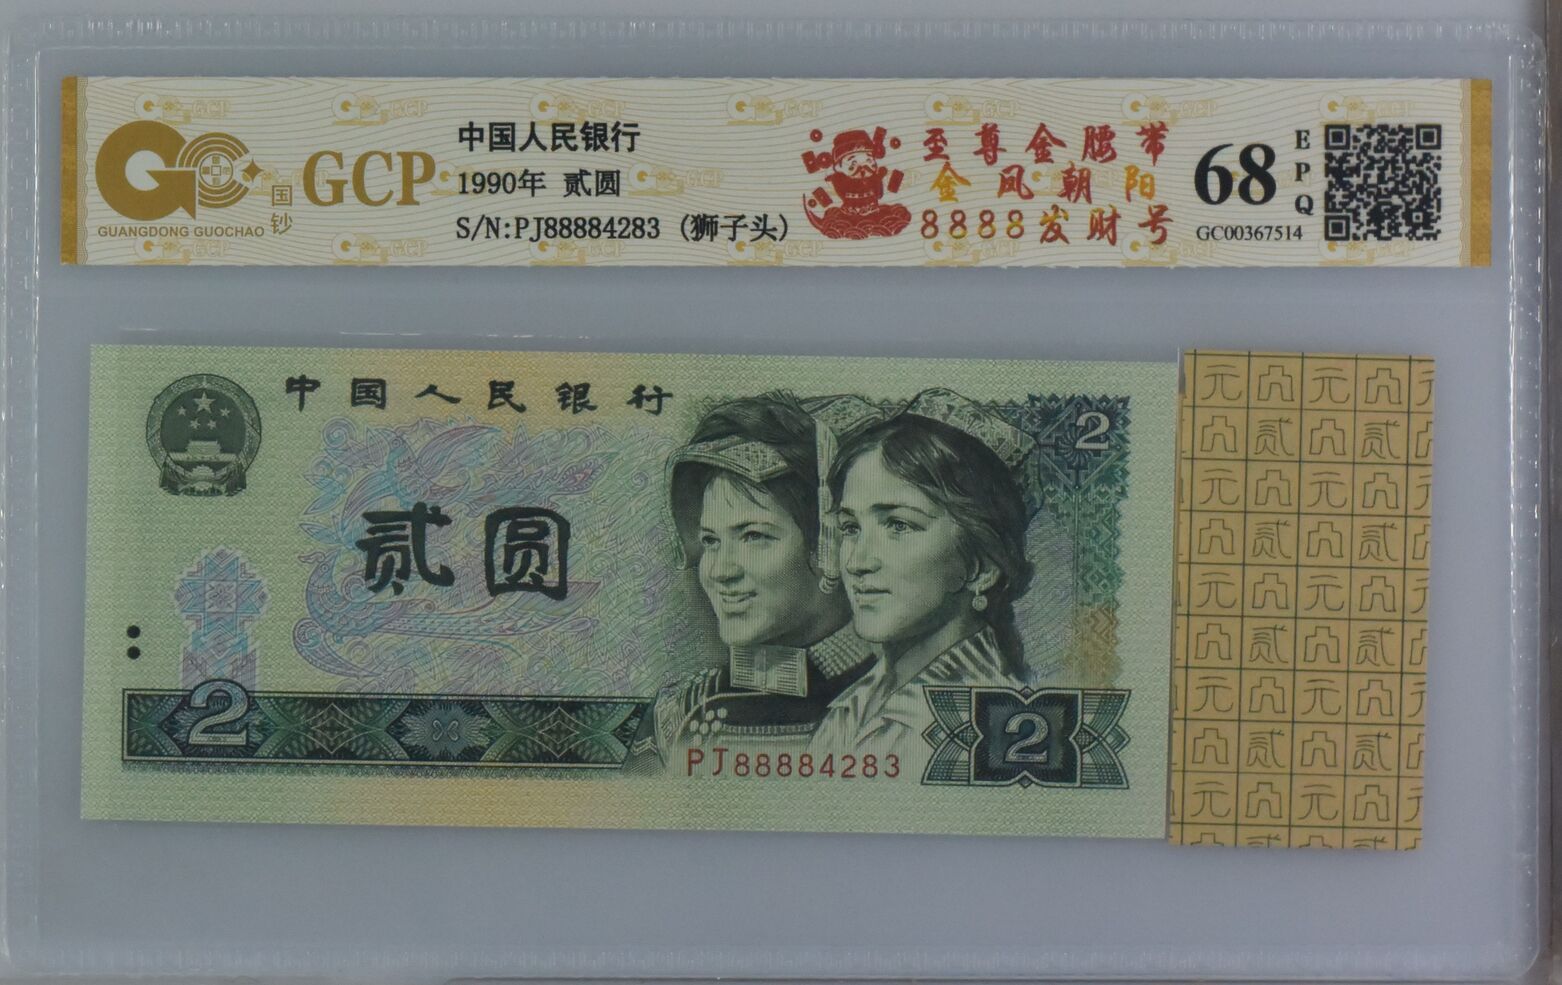 GCP
国钞
GUANGDONG GUOCHAO
中国人民银行
1990年 贰圆
S/N:PJ88884283 (狮子头)
至尊金腰带
金凤朝阳
8888发财号
68
EPQ
GC00367514
中国人民银行
2
贰圆
2
PJ88884283
2